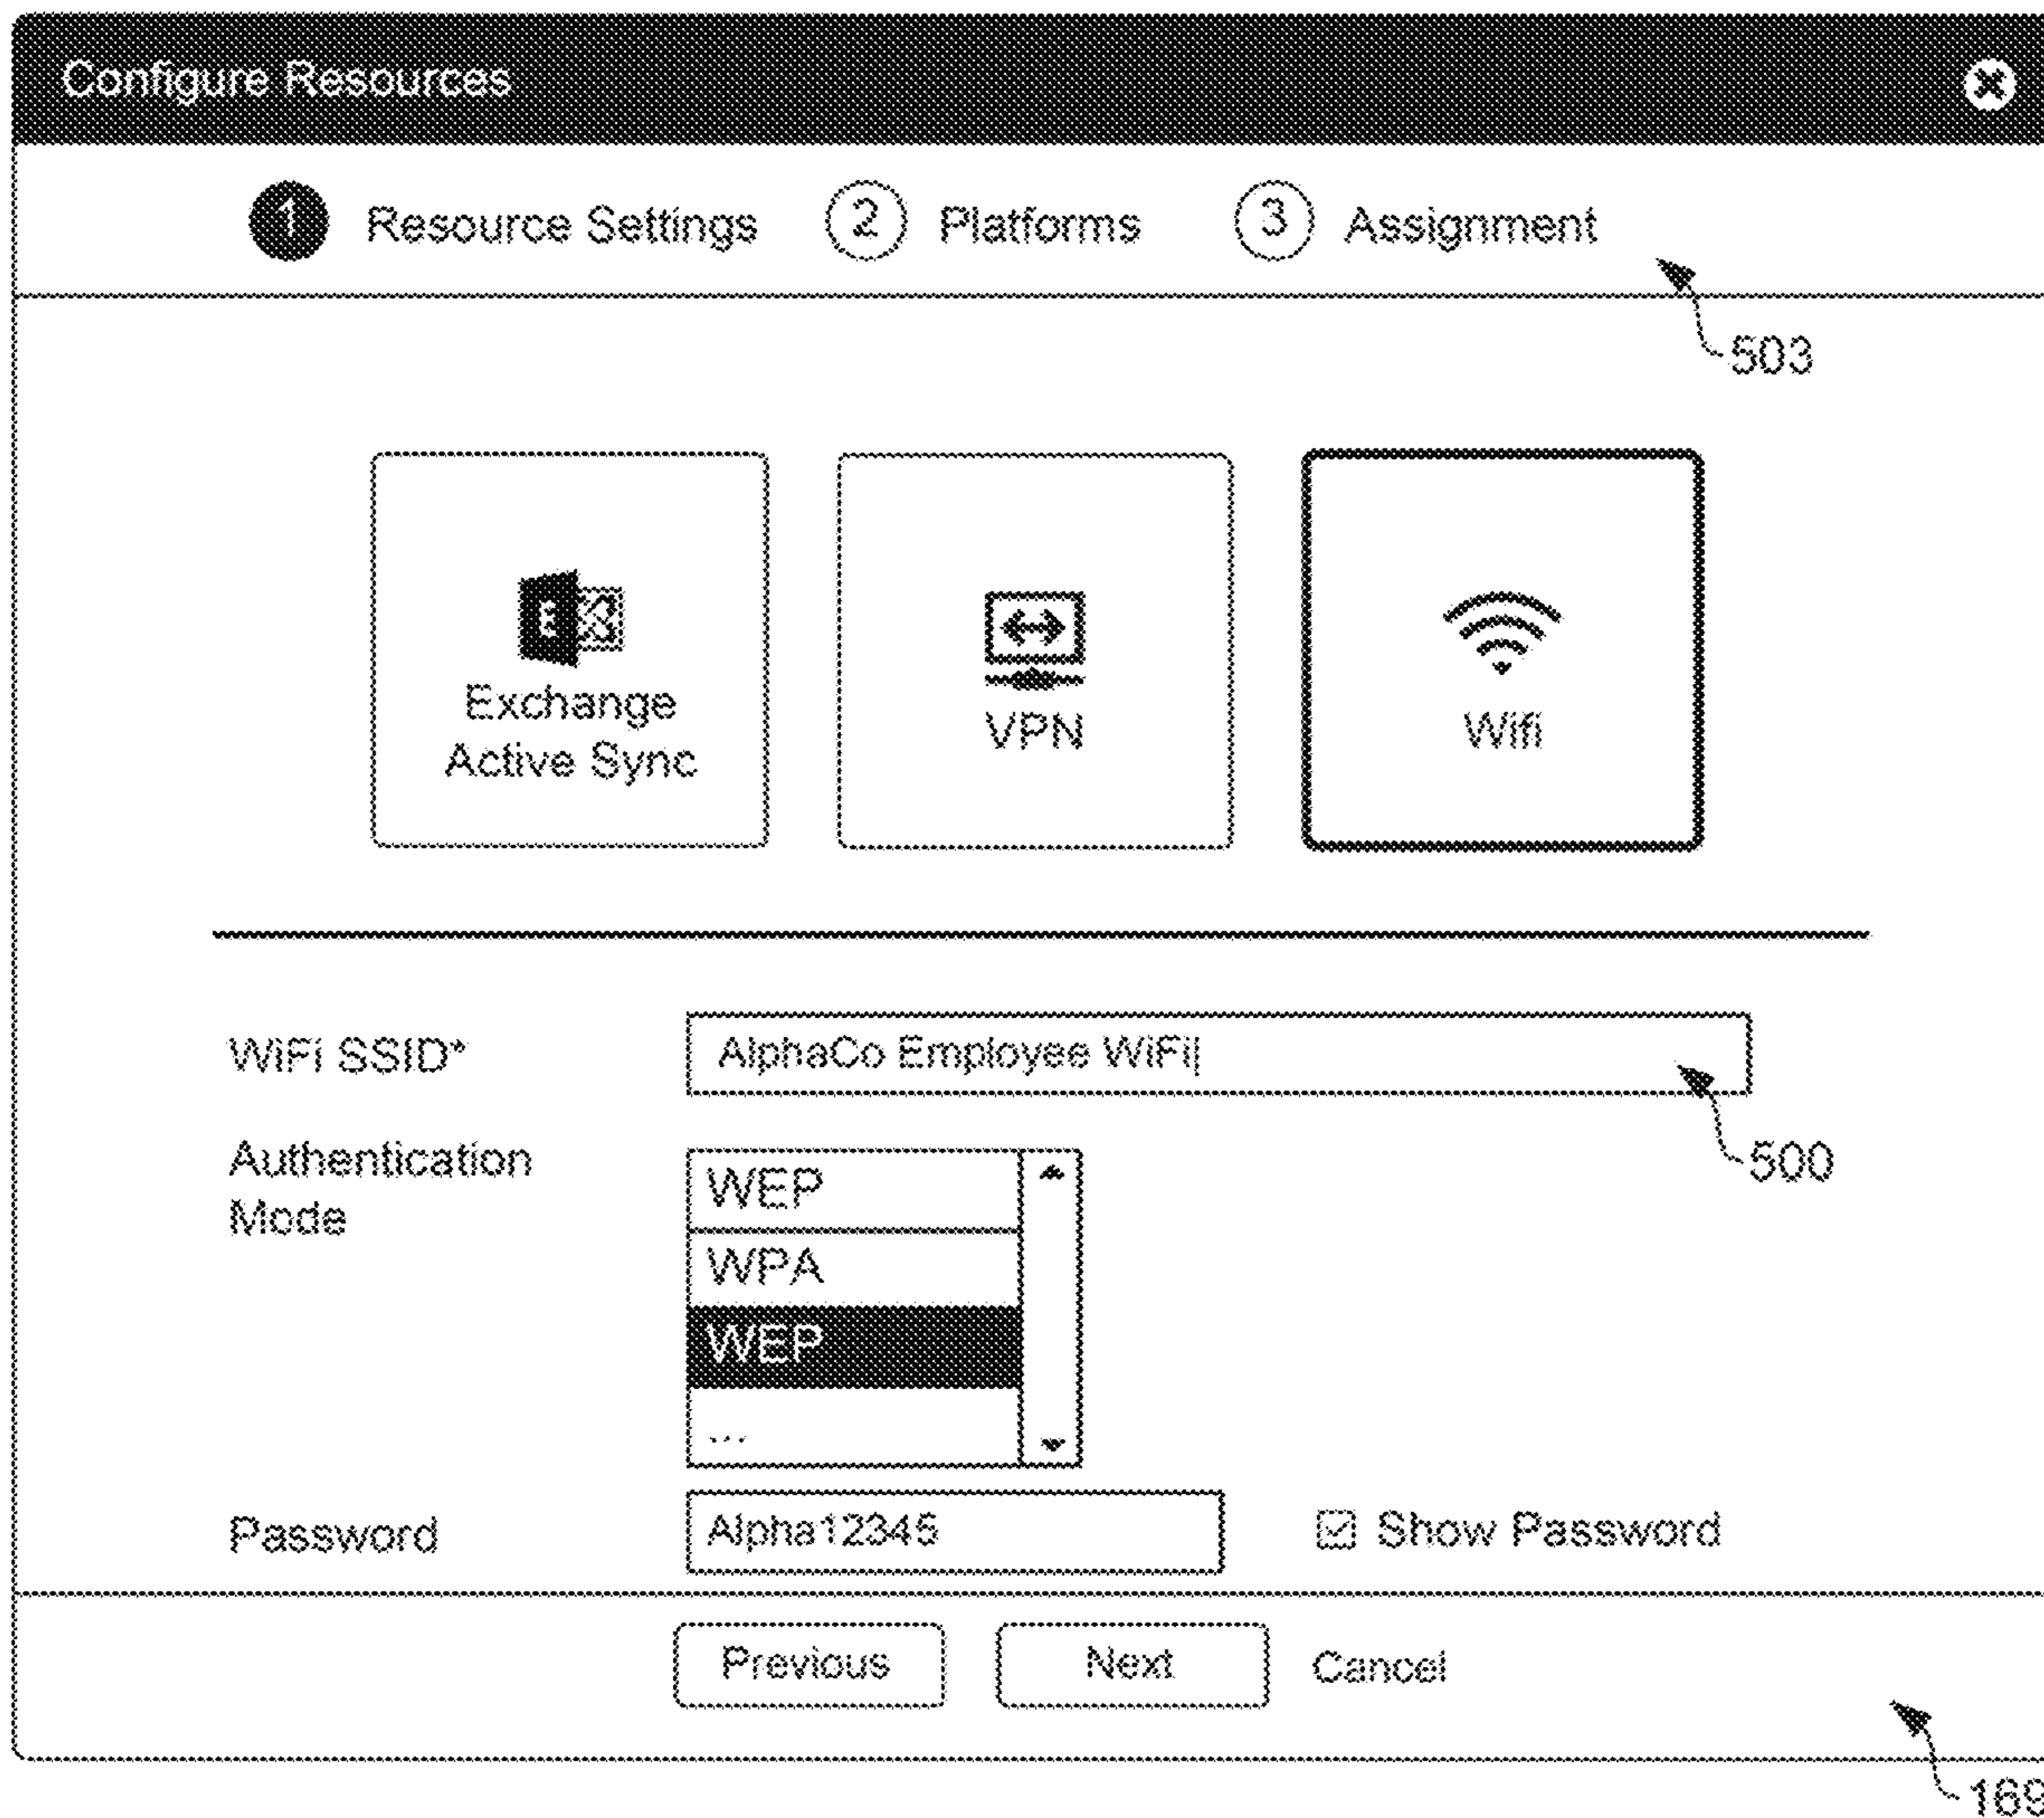 Configure Resources
1 Resource Settings 2 Platforms 3 Assignment
503
E
Exchange
Active Sync
VPN
Wifi
WiFi SSID* AlphaCo Employee WiFi
500
Authentication
Mode
WEP
WPA
WEP
...
Password Alpha12345 Show Password
Previous Next Cancel
169